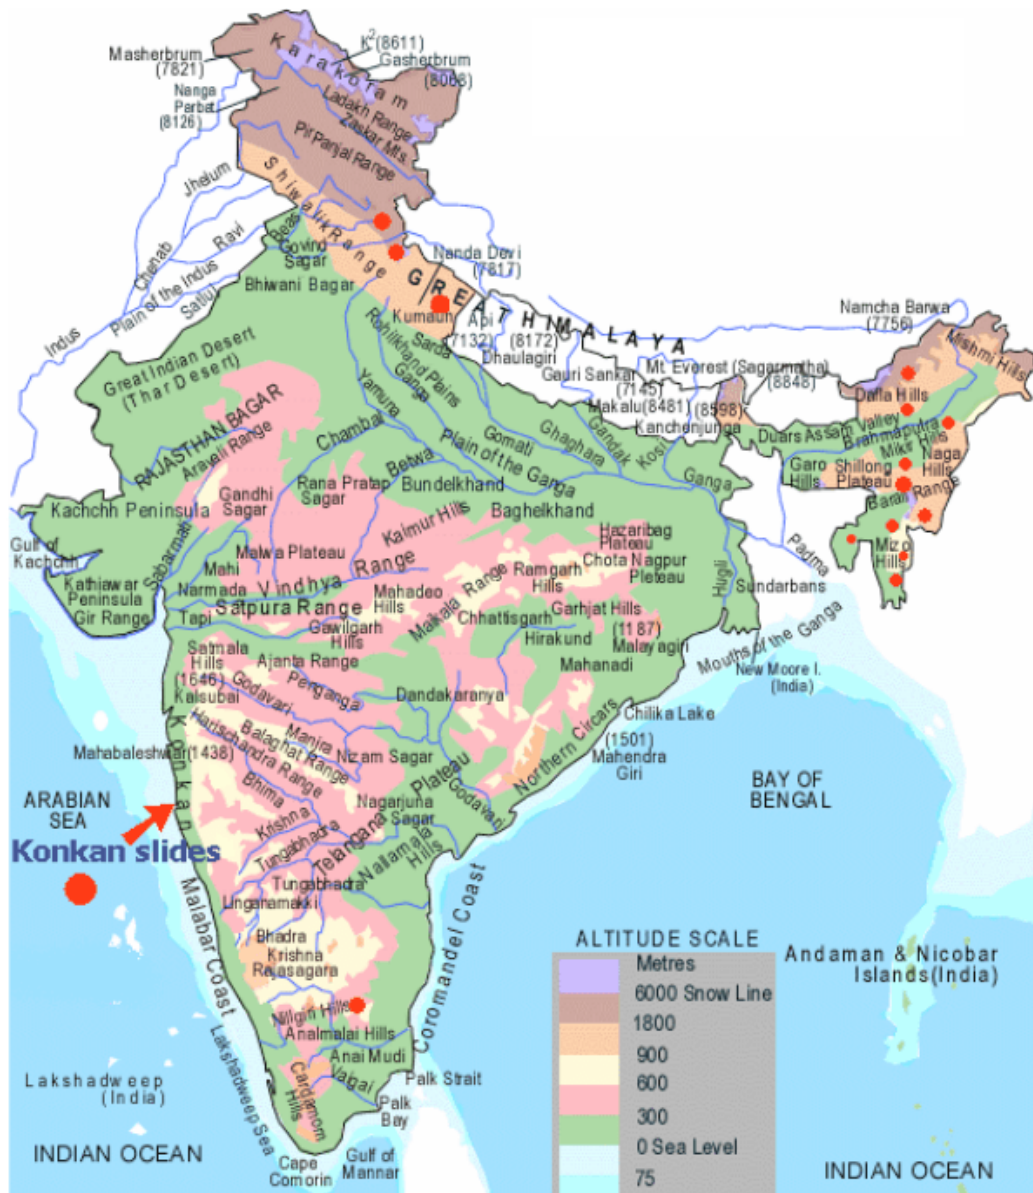 K²(8611)
Masherbrum
(7821)
Karakoram
Gasherbrum
(8068)
Nanga
Parbat
(8126)
Ladakh Range
Zaskar Mts.
Pir Panjal Range
Jhelum
Shiwalik Range
Chenab
Ravi
Beas
Govind
Sagar
Nanda Devi
(7817)
Indus
Plain of the Indus
Satluj
Bhiwani Bagar
GREAT HIMALAYA
Kumaun
Api
(7132)
(8172)
Dhaulagiri
Namcha Barwa
(7756)
Mishmi Hills
Great Indian Desert
(Thar Desert)
Rohilkhand Plains
Sarda
Ganga
Yamuna
Gauri Sankar
(7145)
Mt. Everest (Sagarmatha)
(8848)
Makalu(8481)
(8598)
Kanchenjunga
Dafla Hills
RAJASTHAN BAGAR
Aravelli Range
Chambal
Gomati
Ghaghara
Gandak
Kosi
Duars
Assam Valley
Brahmaputra
Mikir Hills
Naga
Hills
Plain of the Ganga
Betwa
Bundelkhand
Rana Pratap
Sagar
Gandhi
Sagar
Ganga
Garo
Hills
Shillong
Plateau
Barail Range
Kachchh Peninsula
Baghelkhand
Kaimur Hills
Hazaribag
Plateau
Gulf of
Kachchh
Sabarmati
Mahi
Malwa Plateau
Chota Nagpur
Pleteau
Ramgarh
Hills
Padma
Mizo
Hills
Kathiawar
Peninsula
Gir Range
Narmada
Vindhya Range
Satpura Range
Mahadeo
Hills
Maikala Range
Hugli
Sundarbans
Tapi
Gawilgarh
Hills
Chhattisgarh
Garhjat Hills
(1187)
Malayagiri
Hirakund
Mouths of the Ganga
Satmala
Hills
(1646)
Kalsubai
Ajanta Range
Mahanadi
New Moore I.
(India)
Godavari
Penganga
Dandakaranya
Chilika Lake
Konkan
Harischandra Range
Balaghat Range
Manjra
Nizam Sagar
Mahabaleshwar(1438)
Northern Circars
(1501)
Mahendra
Giri
Bhima
Telangana Plateau
Godavari
BAY OF
BENGAL
ARABIAN
SEA
Krishna
Nagarjuna
Sagar
Konkan slides
Tungabhadra
Nallamala
Hills
Tungabhadra
Linganamakki
Malabar Coast
Coromandel Coast
Bhadra
Krishna
Rajasagara
Nillgiri Hills
Analmalai Hills
Anai Mudi
Vaigai
Cardamom
Hills
Lakshadweep Sea
Palk Strait
Palk
Bay
Lakshadweep
(India)
Andaman & Nicobar
Islands(India)
INDIAN OCEAN
Cape
Comorin
Gulf of
Mannar
INDIAN OCEAN
ALTITUDE SCALE
Metres
6000 Snow Line
1800
900
600
300
0 Sea Level
75